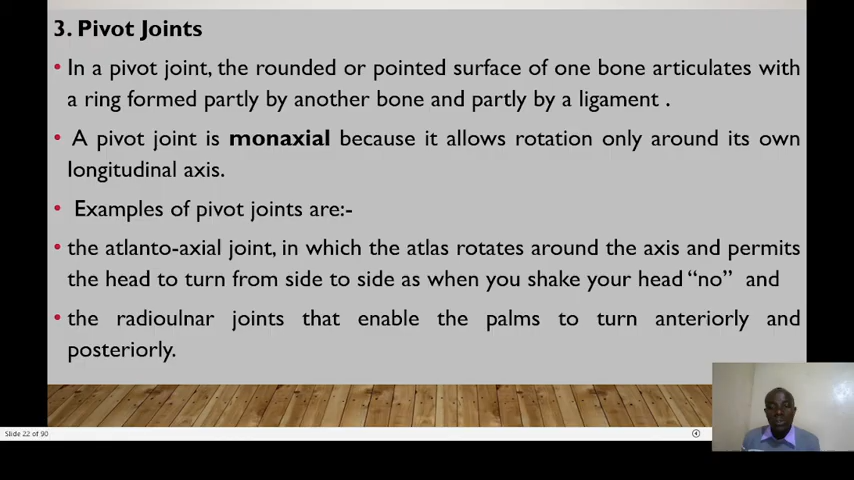 3. Pivot Joints
• In a pivot joint, the rounded or pointed surface of one bone articulates with
a ring formed partly by another bone and partly by a ligament .
• A pivot joint is monaxial because it allows rotation only around its own
longitudinal axis.
• Examples of pivot joints are:-
• the atlanto-axial joint, in which the atlas rotates around the axis and permits
the head to turn from side to side as when you shake your head “no” and
• the radioulnar joints that enable the palms to turn anteriorly and
posteriorly.
Slide 22 of 90